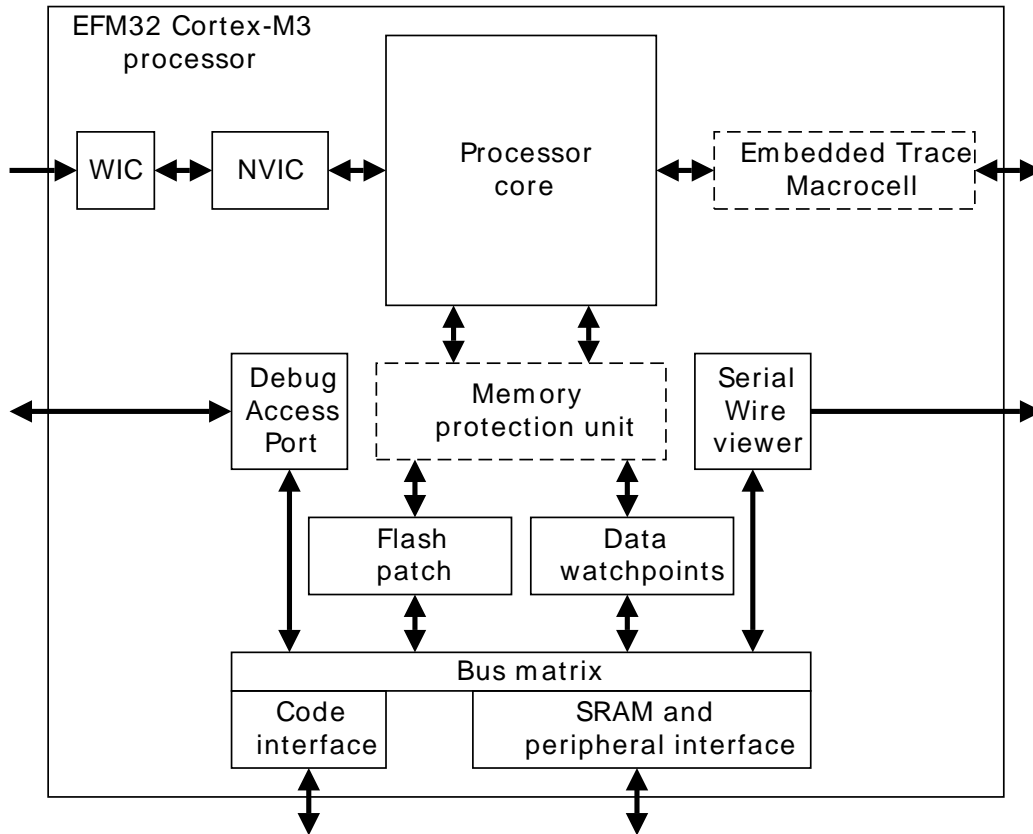 EFM32 Cortex-M3
processor
WIC
NVIC
Processor
core
Embedded Trace
Macrocell
Debug
Access
Port
Memory
protection unit
Serial
Wire
viewer
Flash
patch
Data
watchpoints
Bus matrix
Code
interface
SRAM and
peripheral interface